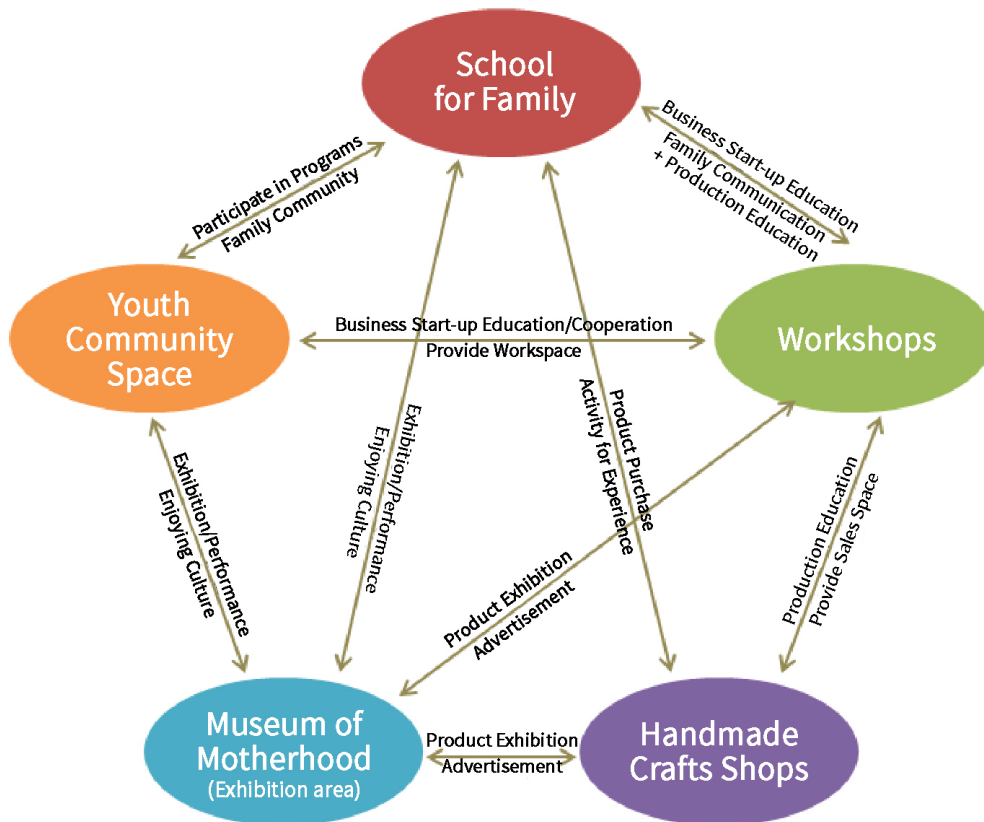 School
for Family
Business Start-up Education
Family Communication
+ Production Education
Participate in Programs
Family Community
Youth
Community
Space
Business Start-up Education/Cooperation
Provide Workspace
Workshops
Exhibition/Performance
Enjoying Culture
Exhibition/Performance
Enjoying Culture
Product Purchase
Activity for Experience
Product Exhibition
Advertisement
Production Education
Provide Sales Space
Museum of
Motherhood
(Exhibition area)
Product Exhibition
Advertisement
Handmade
Crafts Shops